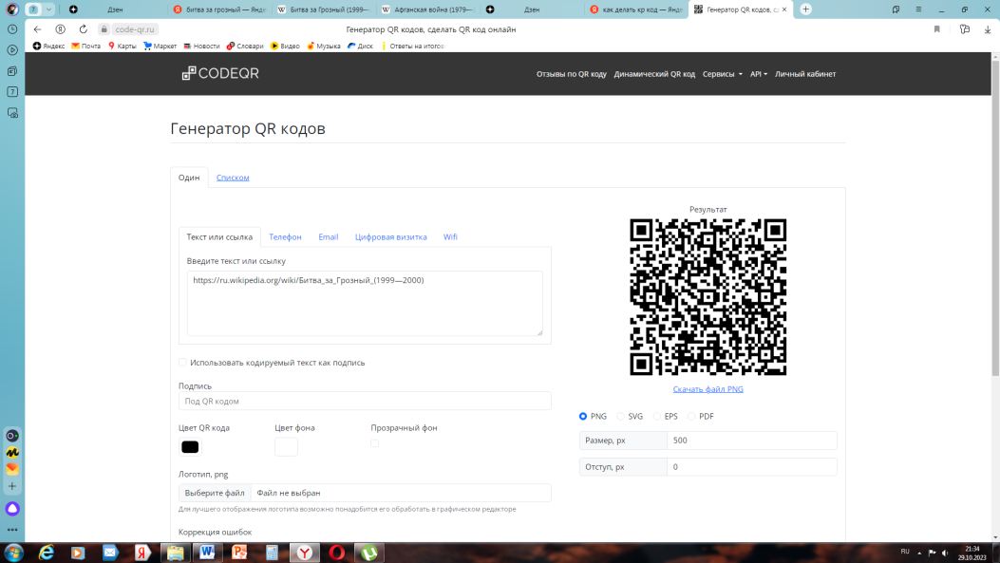 Дзен
битва за грозный — Янде
Битва за Грозный (1999—
Афганская война (1979—
Дзен
как делать кр код — Янде
Генератор QR кодов, с
code-qr.ru
Генератор QR кодов, сделать QR код онлайн
Яндекс Почта Карты Маркет Новости Словари Видео Музыка Диск Ответы на итогов
CODEQR
Отзывы по QR коду Динамический QR код Сервисы API Личный кабинет
Генератор QR кодов
Один Списком
Результат
Текст или ссылка Телефон Email Цифровая визитка Wifi
Введите текст или ссылку
https://ru.wikipedia.org/wiki/Битва_за_Грозный_(1999—2000)
Использовать кодируемый текст как подпись
Подпись
Под QR кодом
Скачать файл PNG
PNG SVG EPS PDF
Цвет QR кода Цвет фона Прозрачный фон
Размер, px 500
Отступ, px 0
Логотип, png
Выберите файл Файл не выбран
Для лучшего отображения логотипа возможно понадобится его обработать в графическом редакторе
Коррекция ошибок
RU
21:34
29.10.2023